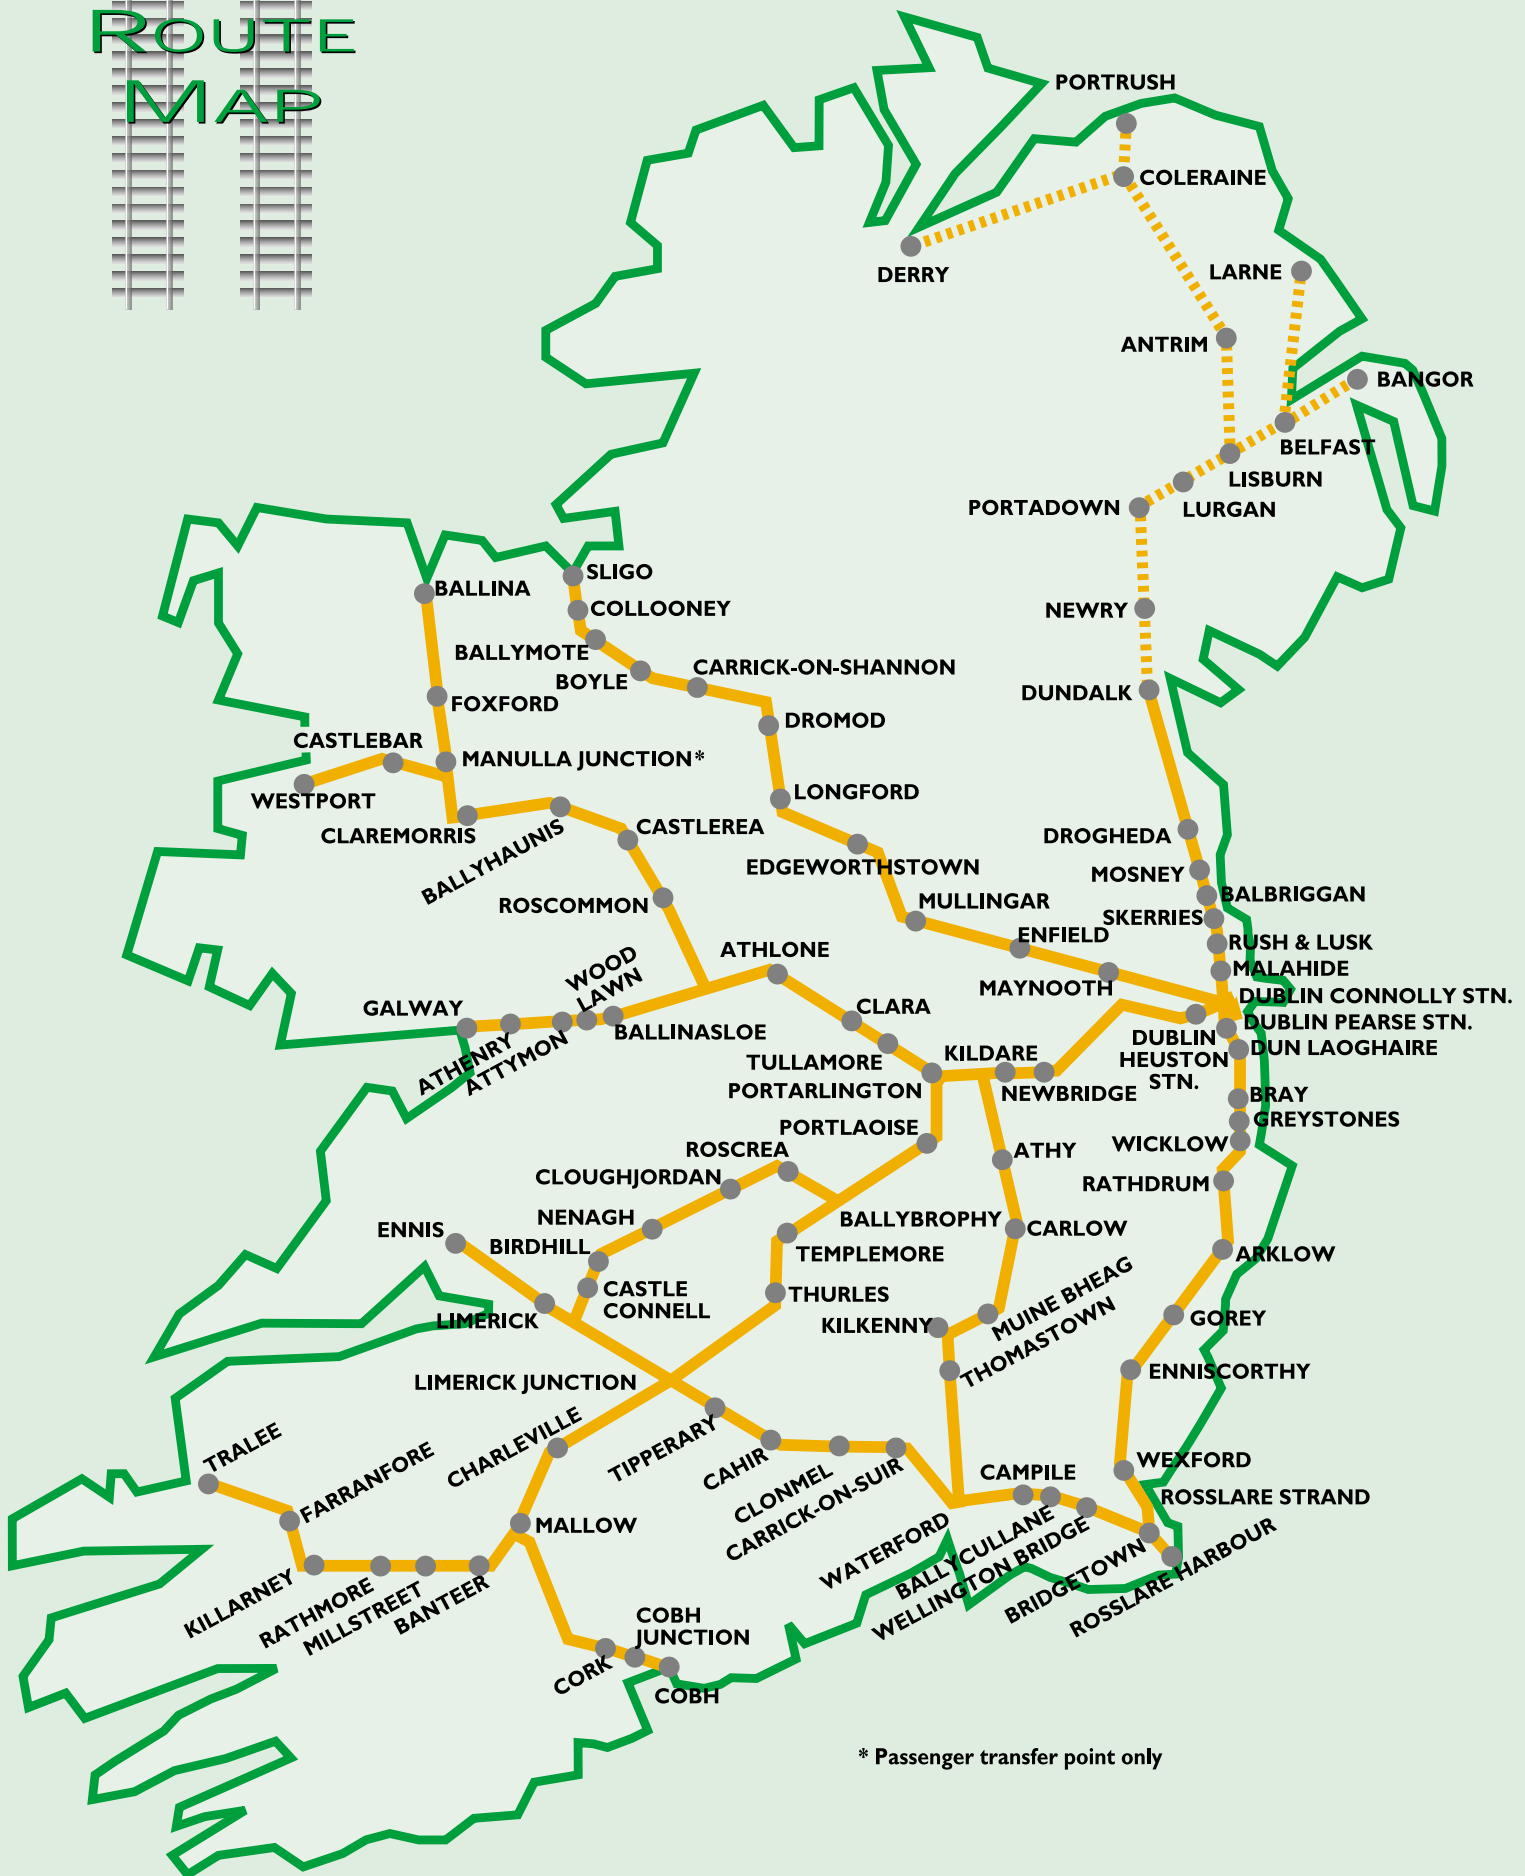 ROUTE
MAP
PORTRUSH
COLERAINE
DERRY
LARNE
ANTRIM
BANGOR
BELFAST
LISBURN
LURGAN
PORTADOWN
NEWRY
DUNDALK
SLIGO
BALLINA
COLLOONEY
BALLYMOTE
BOYLE
CARRICK-ON-SHANNON
FOXFORD
DROMOD
CASTLEBAR
MANULLA JUNCTION*
WESTPORT
LONGFORD
CLAREMORRIS
BALLYHAUNIS
CASTLEREA
EDGEWORTHSTOWN
DROGHEDA
MOSNEY
BALBRIGGAN
SKERRIES
RUSH & LUSK
MALAHIDE
ROSCOMMON
MULLINGAR
ENFIELD
MAYNOOTH
ATHLONE
WOOD
LAWN
GALWAY
ATHENRY
ATTYMON
BALLINASLOE
CLARA
TULLAMORE
PORTARLINGTON
KILDARE
NEWBRIDGE
DUBLIN CONNOLLY STN.
DUBLIN PEARSE STN.
DUBLIN
HEUSTON
STN.
DUN LAOGHAIRE
BRAY
GREYSTONES
WICKLOW
RATHDRUM
PORTLAOISE
ROSCREA
CLOUGHJORDAN
NENAGH
BIRDHILL
CASTLE
CONNELL
ENNIS
LIMERICK
BALLYBROPHY
TEMPLEMORE
THURLES
ATHY
CARLOW
MUINE BHEAG
KILKENNY
THOMASTOWN
ARKLOW
GOREY
ENNISCORTHY
LIMERICK JUNCTION
CHARLEVILLE
TIPPERARY
CAHIR
CLONMEL
CARRICK-ON-SUIR
CAMPILE
WEXFORD
ROSSLARE STRAND
TRALEE
FARRANFORE
MALLOW
WATERFORD
BALLYCULLANE
WELLINGTON BRIDGE
BRIDGETOWN
ROSSLARE HARBOUR
KILLARNEY
RATHMORE
MILLSTREET
BANTEER
COBH
JUNCTION
CORK
COBH
* Passenger transfer point only